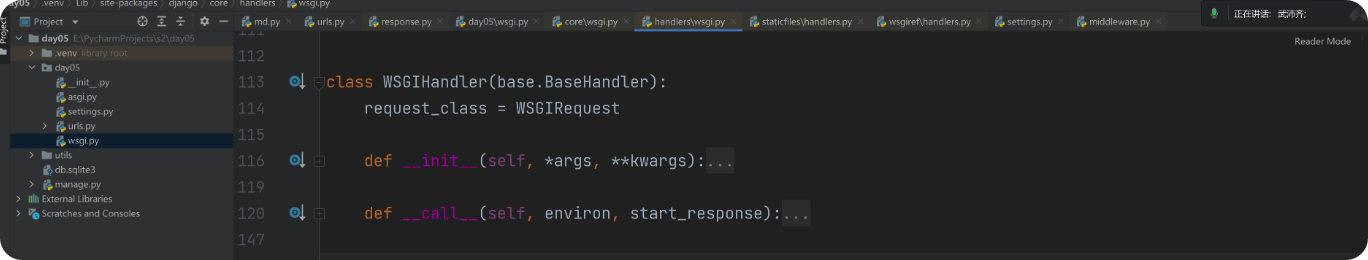 day05 .venv Lib site-packages django core handlers wsgi.py
正在讲话: 武沛齐;
Project
md.py urls.py response.py day05\wsgi.py core\wsgi.py handlers\wsgi.py staticfiles\handlers.py wsgiref\handlers.py settings.py middleware.py
Project
Reader Mode
day05 E:\PycharmProjects\s2\day05
.venv library root
day05
__init__.py
asgi.py
settings.py
urls.py
wsgi.py
utils
db.sqlite3
manage.py
External Libraries
Scratches and Consoles
111
112
113 class WSGIHandler(base.BaseHandler):
114 request_class = WSGIRequest
115
116 def __init__(self, *args, **kwargs):...
119
120 def __call__(self, environ, start_response):...
147